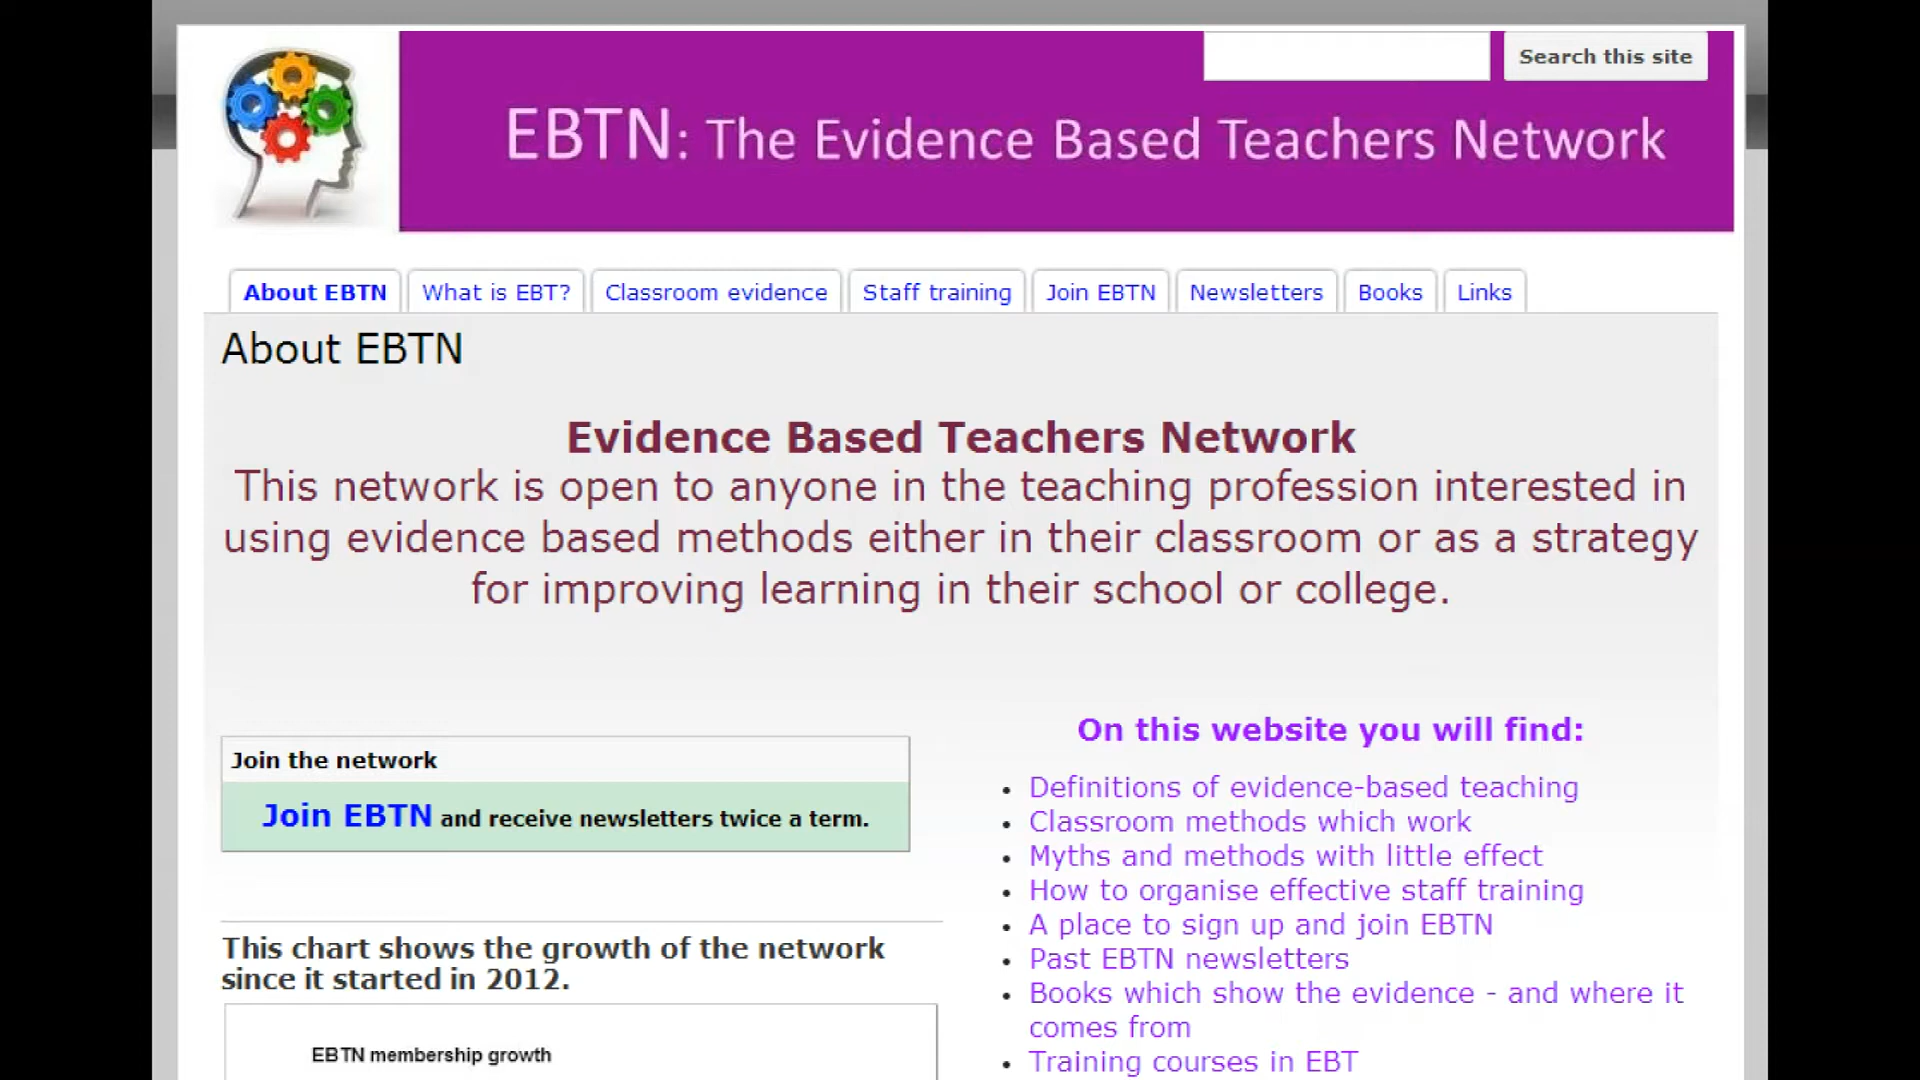 Search this site
EBTN: The Evidence Based Teachers Network
About EBTN
What is EBT?
Classroom evidence
Staff training
Join EBTN
Newsletters
Books
Links
About EBTN
Evidence Based Teachers Network
This network is open to anyone in the teaching profession interested in
using evidence based methods either in their classroom or as a strategy
for improving learning in their school or college.
Join the network
Join EBTN and receive newsletters twice a term.
This chart shows the growth of the network
since it started in 2012.
EBTN membership growth
On this website you will find:
Definitions of evidence-based teaching
Classroom methods which work
Myths and methods with little effect
How to organise effective staff training
A place to sign up and join EBTN
Past EBTN newsletters
Books which show the evidence - and where it
comes from
Training courses in EBT